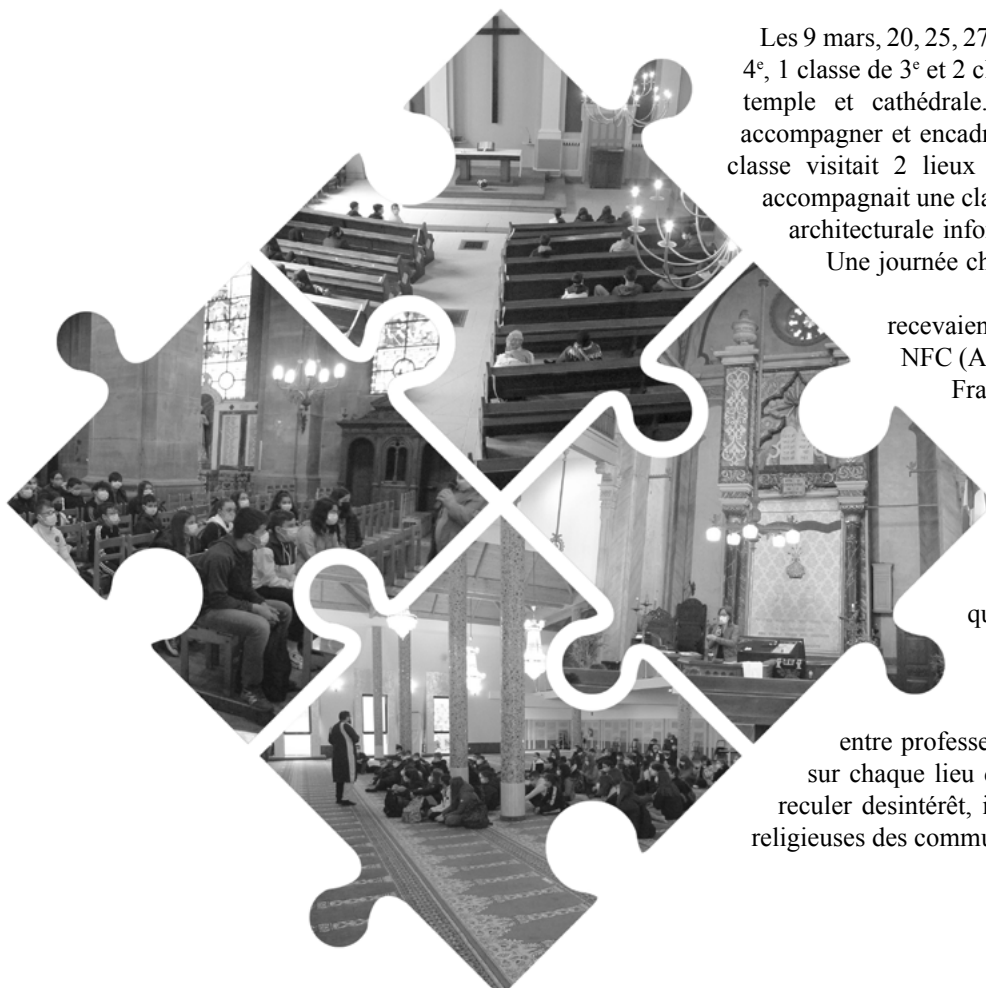 Les 9 mars, 20, 25, 27
4e, 1 classe de 3e et 2 cl
temple et cathédrale.
accompagner et encadr
classe visitait 2 lieux
accompagnait une cla
architecturale info
Une journée ch
recevaien
NFC (A
Fra
qu
entre professe
sur chaque lieu
reculer desintérêt, i
religieuses des commu